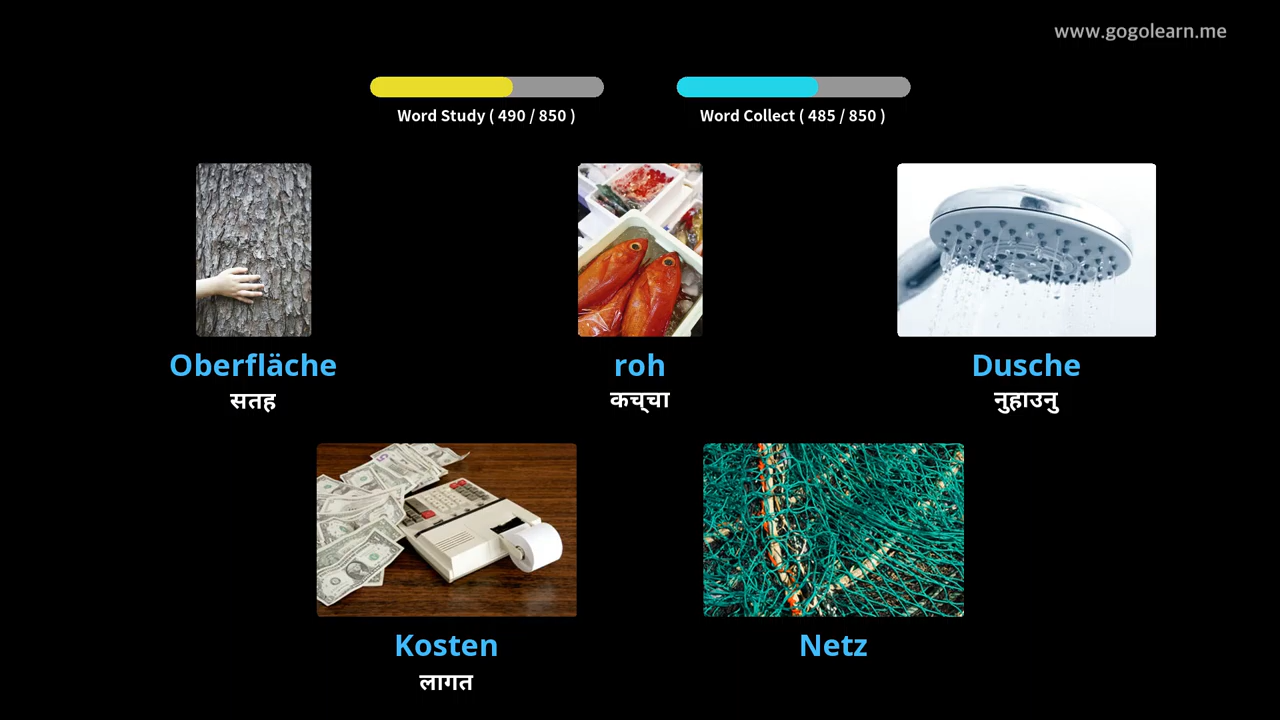 www.gogolearn.me
Word Study ( 490 / 850 )
Word Collect ( 485 / 850 )
Oberfläche
सतह
roh
कच्चा
Dusche
नुहाउनु
Kosten
लागत
Netz